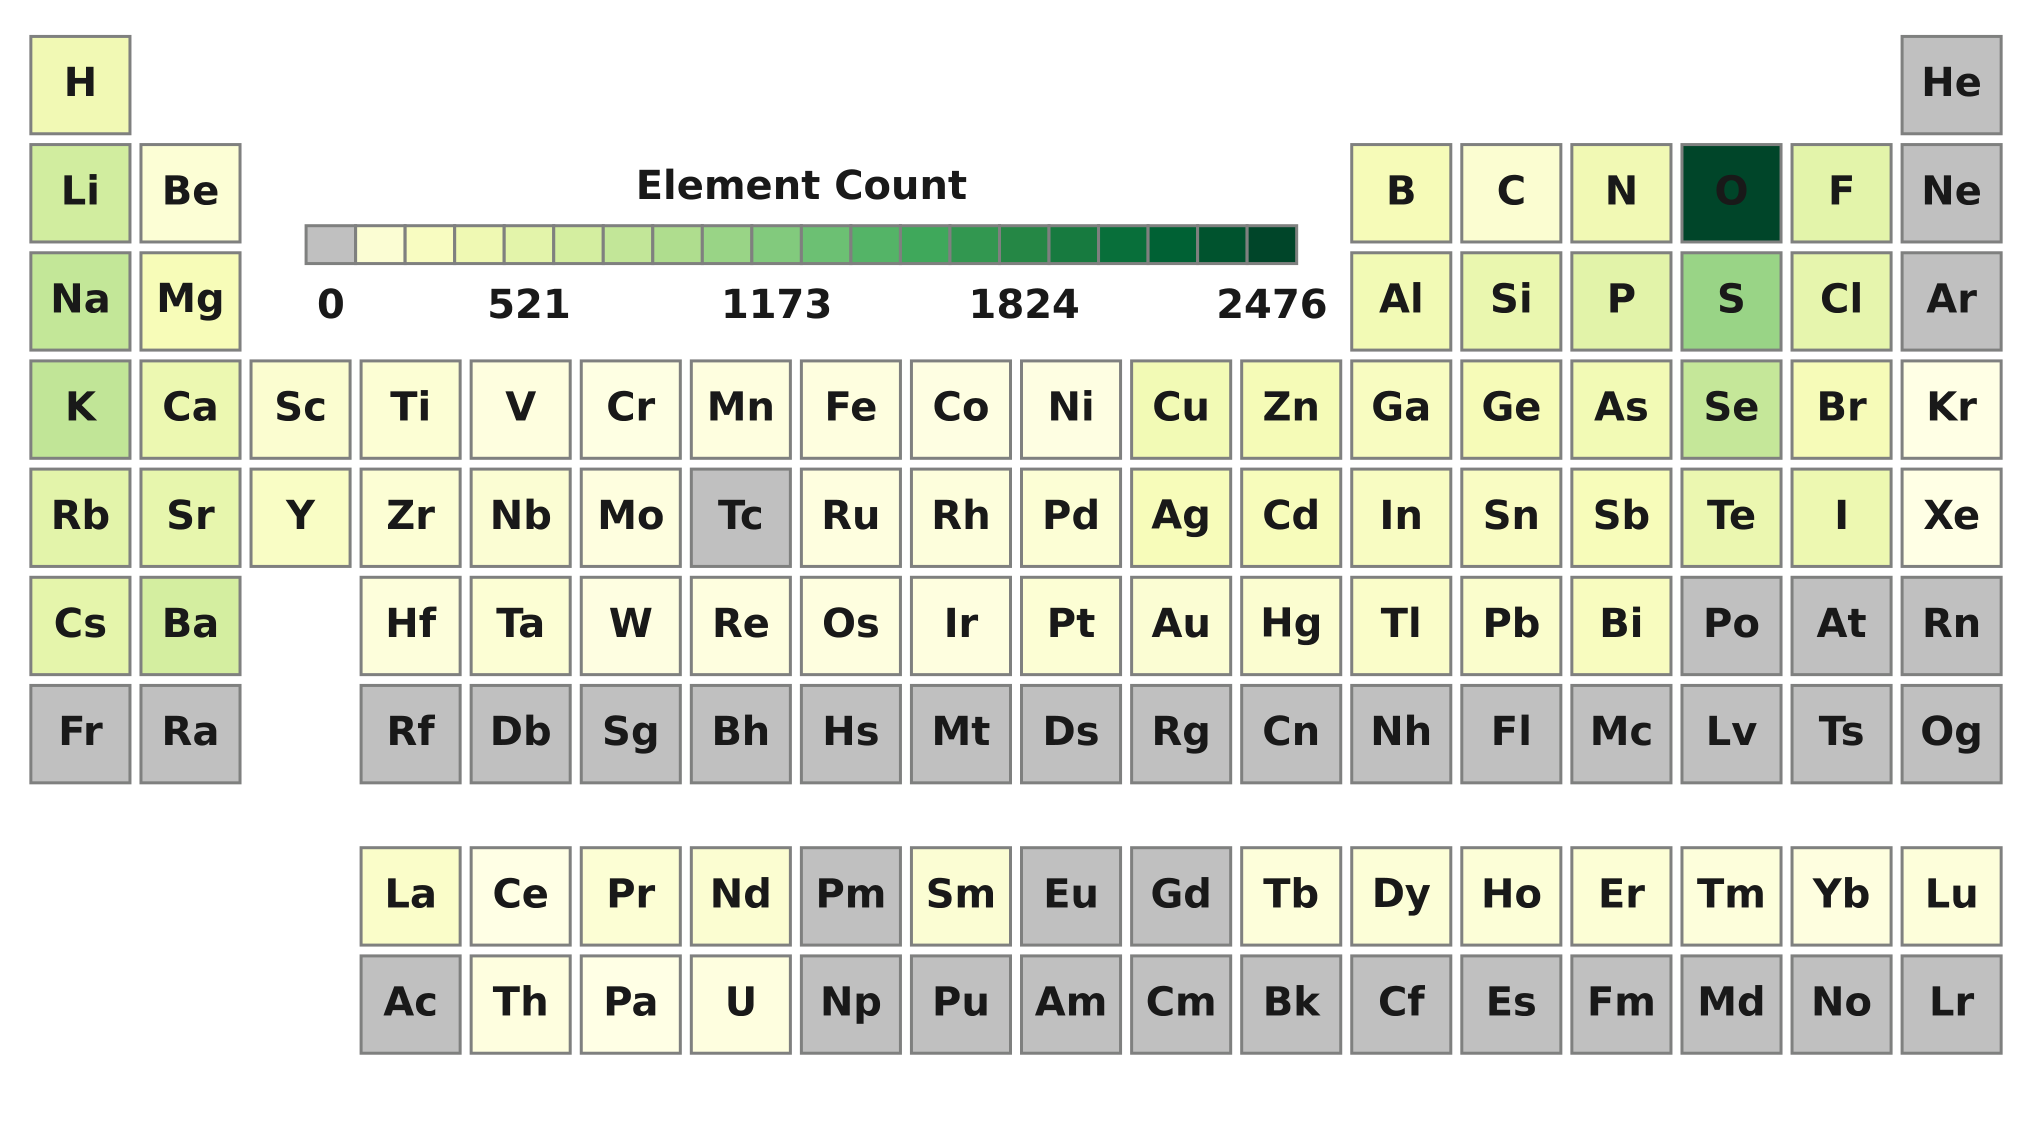 H He
Li Be B C N O F Ne
Element Count
Na Mg Al Si P S Cl Ar
0 521 1173 1824 2476
K Ca Sc Ti V Cr Mn Fe Co Ni Cu Zn Ga Ge As Se Br Kr
Rb Sr Y Zr Nb Mo Tc Ru Rh Pd Ag Cd In Sn Sb Te I Xe
Cs Ba Hf Ta W Re Os Ir Pt Au Hg Tl Pb Bi Po At Rn
Fr Ra Rf Db Sg Bh Hs Mt Ds Rg Cn Nh Fl Mc Lv Ts Og
La Ce Pr Nd Pm Sm Eu Gd Tb Dy Ho Er Tm Yb Lu
Ac Th Pa U Np Pu Am Cm Bk Cf Es Fm Md No Lr